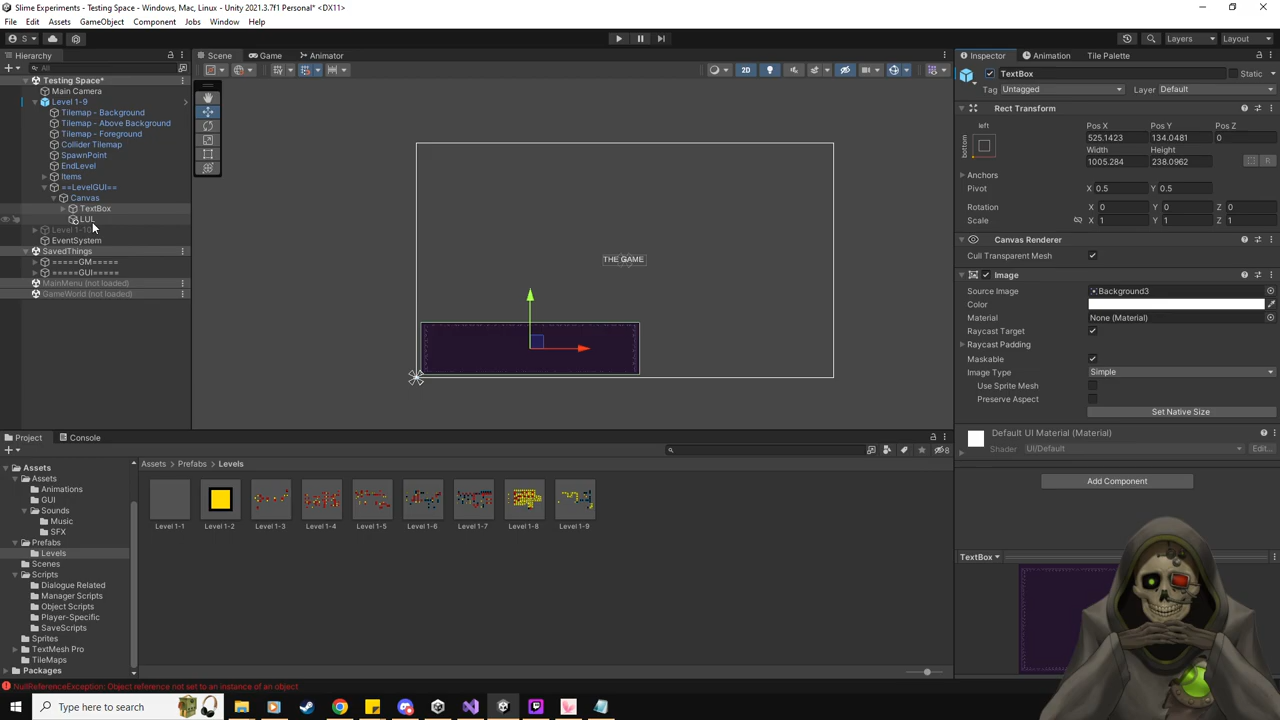 Slime Experiments - Testing Space - Windows, Mac, Linux - Unity 2021.3.7f1 Personal* <DX11>
File Edit Assets GameObject Component Jobs Window Help
S Layers Layout
Hierarchy Scene Game Animator Inspector Animation Tile Palette
All
2D
Testing Space*
Main Camera
Level 1-9
Tilemap - Background
Tilemap - Above Background
Tilemap - Foreground
Collider Tilemap
SpawnPoint
EndLevel
Items
==LevelGUI==
Canvas
TextBox
LUL
Level 1-10
EventSystem
SavedThings
=====GM=====
=====GUI=====
MainMenu (not loaded)
GameWorld (not loaded)
THE GAME
TextBox Static
Tag Untagged Layer Default
Rect Transform
left
bottom
Pos X Pos Y Pos Z
525.1423 134.0481 0
Width Height
1005.284 238.0962
R
Anchors
Pivot X 0.5 Y 0.5
Rotation X 0 Y 0 Z 0
Scale X 1 Y 1 Z 1
Canvas Renderer
Cull Transparent Mesh
Image
Source Image Background3
Color
Material None (Material)
Raycast Target
Raycast Padding
Maskable
Image Type Simple
Use Sprite Mesh
Preserve Aspect
Set Native Size
Default UI Material (Material)
Shader UI/Default Edit...
Add Component
TextBox
Project Console
8
Assets
Assets
Animations
GUI
Sounds
Music
SFX
Prefabs
Levels
Scenes
Scripts
Dialogue Related
Manager Scripts
Object Scripts
Player-Specific
SaveScripts
Sprites
TextMesh Pro
TileMaps
Packages
Assets > Prefabs > Levels
Level 1-1 Level 1-2 Level 1-3 Level 1-4 Level 1-5 Level 1-6 Level 1-7 Level 1-8 Level 1-9
NullReferenceException: Object reference not set to an instance of an object
Type here to search